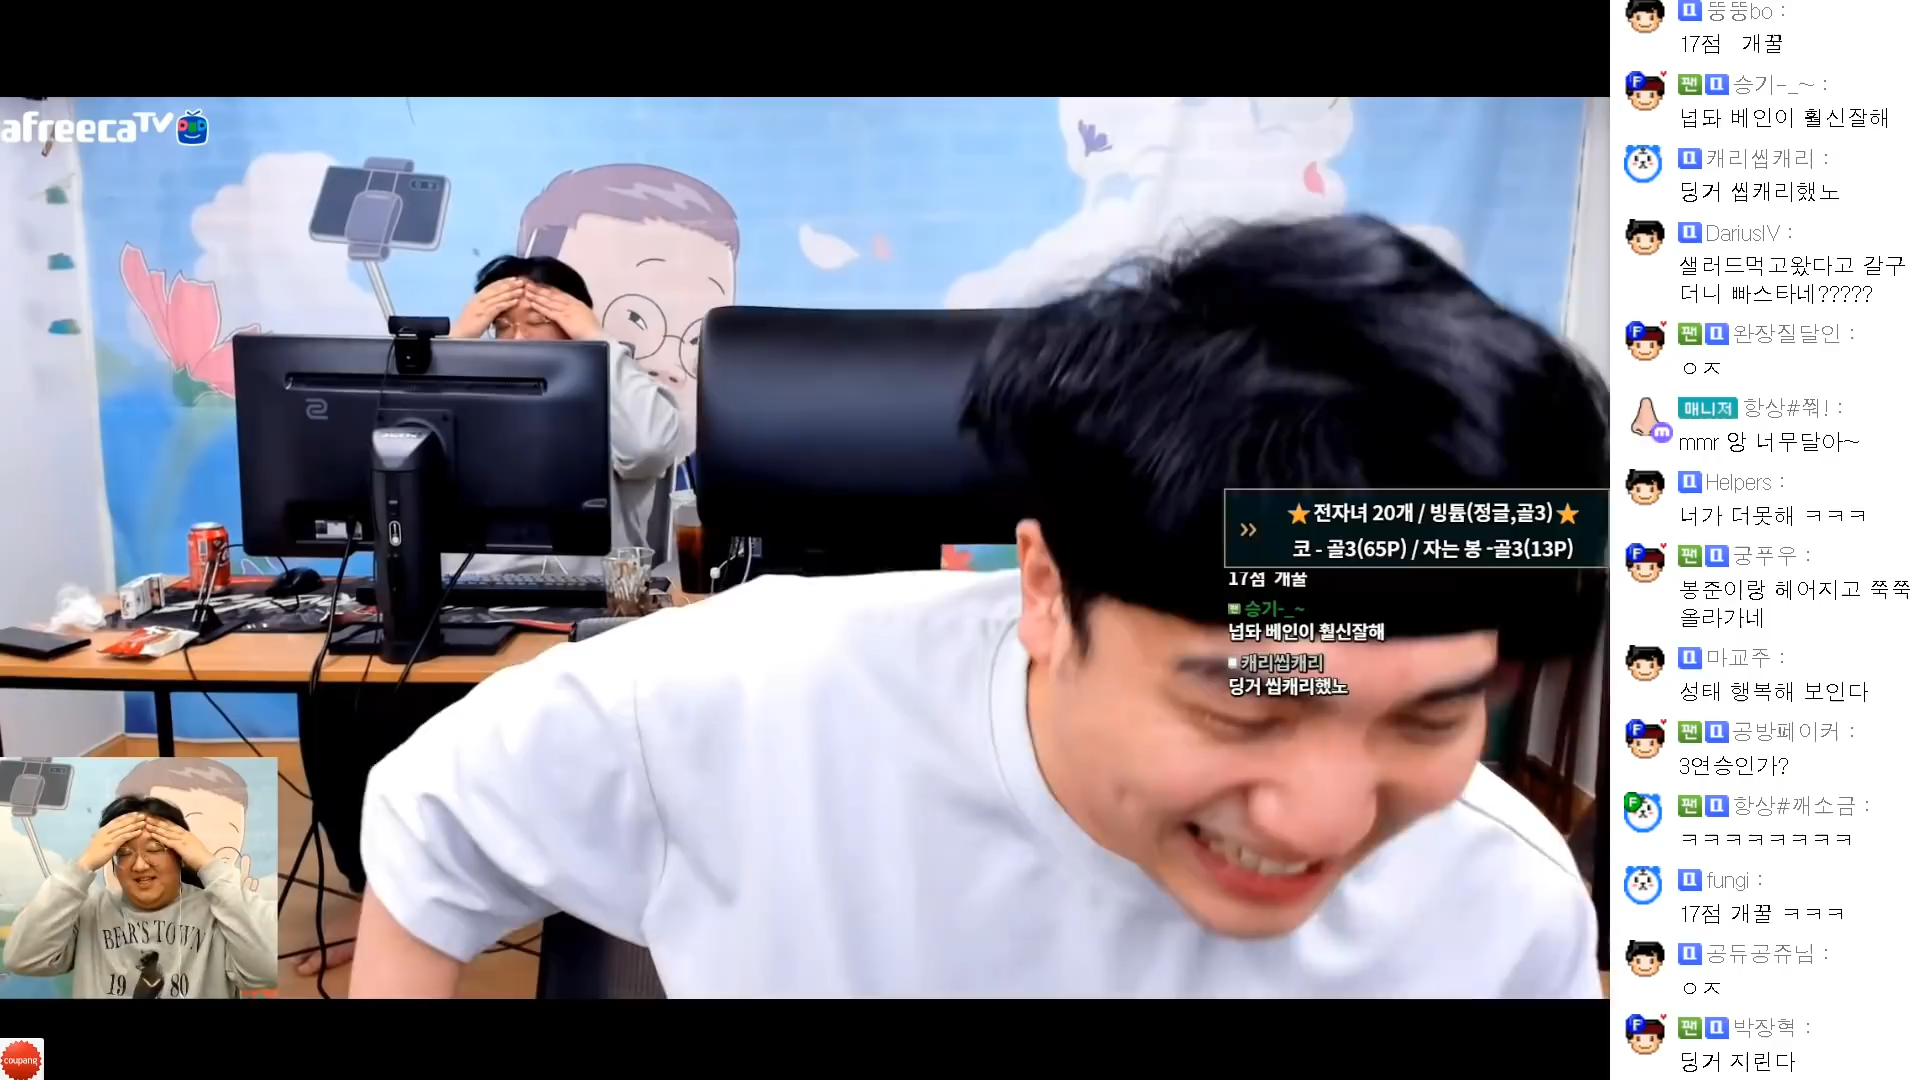 afreecaTV
BEAR'S TOWN
19 80
coupang
⭐전자녀 20개 / 빙튬(정글,골3)⭐
코 - 골3(65P) / 자는 봉 -골3(13P)
17점 개꿀
팬 승기-_~
넙돠 베인이 훨신잘해
캐리씹캐리
딩거 씹캐리했노
뚱뚱bo :
17점 개꿀
팬 승기-_~ :
넙돠 베인이 훨신잘해
캐리씹캐리 :
딩거 씹캐리했노
DariusIV :
샐러드먹고왔다고 갈구
더니 빠스타네?????
팬 완장질달인 :
ㅇㅈ
매니저 항상#쭦! :
mmr 앙 너무달아~
Helpers :
너가 더못해 ㅋㅋㅋ
팬 궁푸우 :
봉준이랑 헤어지고 쭉쭉
올라가네
마교주 :
성태 행복해 보인다
팬 공방페이커 :
3연승인가?
팬 항상#깨소금 :
ㅋㅋㅋㅋㅋㅋㅋㅋ
fungi :
17점 개꿀 ㅋㅋㅋ
공듀공쥬님 :
ㅇㅈ
팬 박장혁 :
딩거 지린다